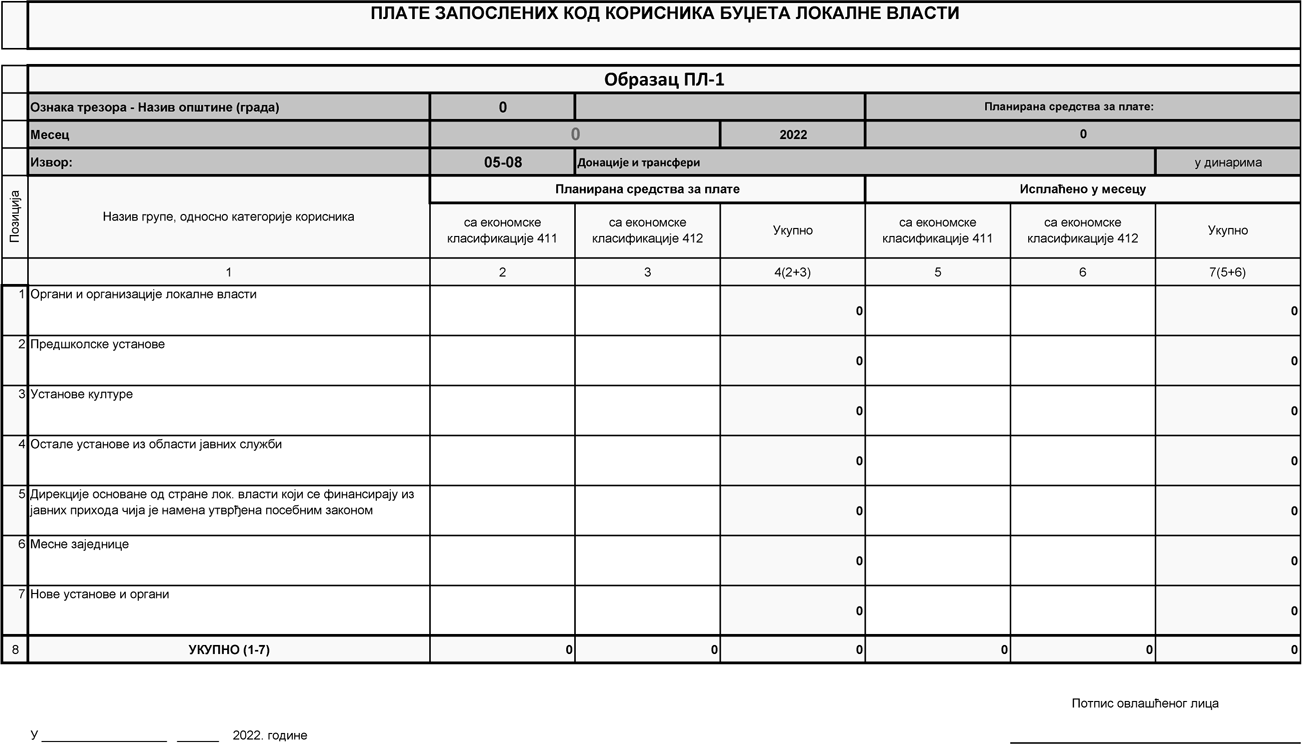 ПЛАТЕ ЗАПОСЛЕНИХ КОД КОРИСНИКА БУЏЕТА ЛОКАЛНЕ ВЛАСТИ
Образац ПЛ-1
Ознака трезора - Назив општине (града) 0 Планирана средства за плате:
Месец 0 2022 0
Извор: 05-08 Донације и трансфери у динарима
Позиција
Назив групе, односно категорије корисника
Планирана средства за плате Исплаћено у месецу
са економске класификације 411 са економске класификације 412 Укупно са економске класификације 411 са економске класификације 412 Укупно
1 2 3 4(2+3) 5 6 7(5+6)
1 Органи и организације локалне власти 0 0
2 Предшколске установе 0 0
3 Установе културе 0 0
4 Остале установе из области јавних служби 0 0
5 Дирекције основане од стране лок. власти који се финансирају из
јавних прихода чија је намена утврђена посебним законом 0 0
6 Месне заједнице 0 0
7 Нове установе и органи 0 0
8 УКУПНО (1-7) 0 0 0 0 0 0
Потпис овлашћеног лица
У __________________ ______ 2022. године